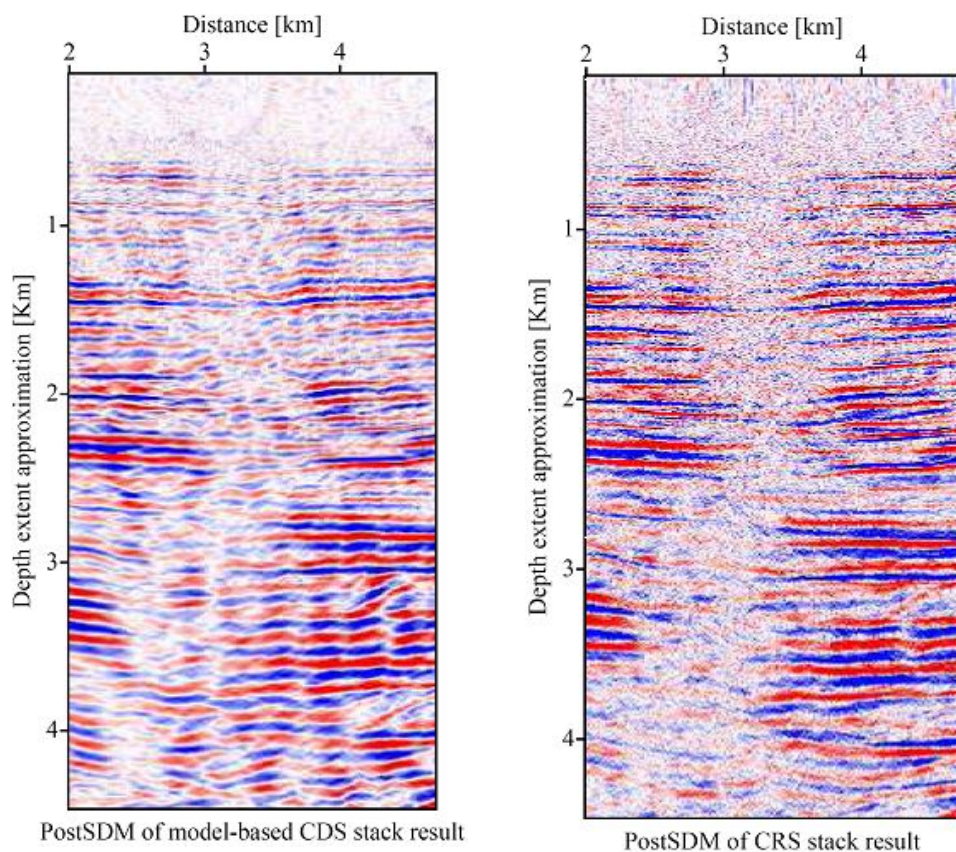 Distance [km]
2 3 4
Depth extent approximation [Km]
1
2
3
4
PostSDM of model-based CDS stack result
Distance [km]
2 3 4
Depth extent approximation [Km]
1
2
3
4
PostSDM of CRS stack result